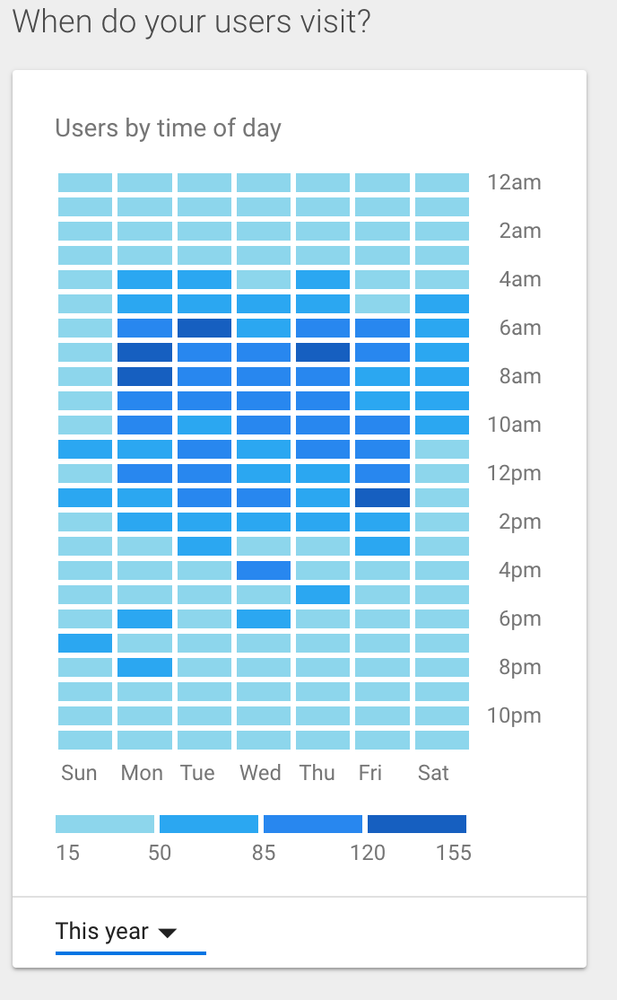 When do your users visit?
Users by time of day
12am
2am
4am
6am
8am
10am
12pm
2pm
4pm
6pm
8pm
10pm
Sun Mon Tue Wed Thu Fri Sat
15 50 85 120 155
This year